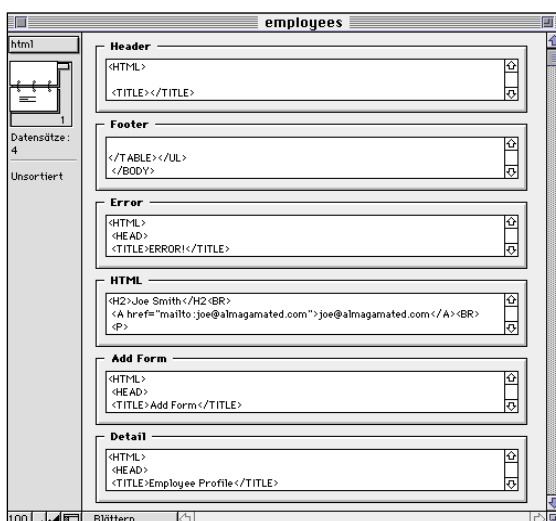 employees
html
1
Datensätze:
4
Unsortiert
Header
<HTML>
<TITLE></TITLE>
Footer
</TABLE></UL>
</BODY>
Error
<HTML>
<HEAD>
<TITLE>ERROR!</TITLE>
HTML
<H2>Joe Smith</H2<BR>
<A href="mailto:joe@almagamated.com">joe@almagamated.com</A><BR>
<P>
Add Form
<HTML>
<HEAD>
<TITLE>Add Form</TITLE>
Detail
<HTML>
<HEAD>
<TITLE>Employee Profile</TITLE>
100
Blättern